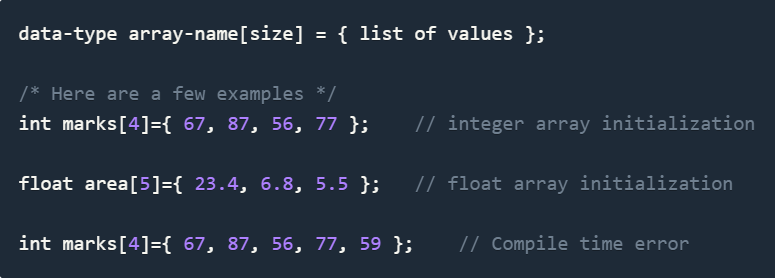 data-type array-name[size] = { list of values };
/* Here are a few examples */
int marks[4]={ 67, 87, 56, 77 };    // integer array initialization
float area[5]={ 23.4, 6.8, 5.5 };   // float array initialization
int marks[4]={ 67, 87, 56, 77, 59 };    // Compile time error